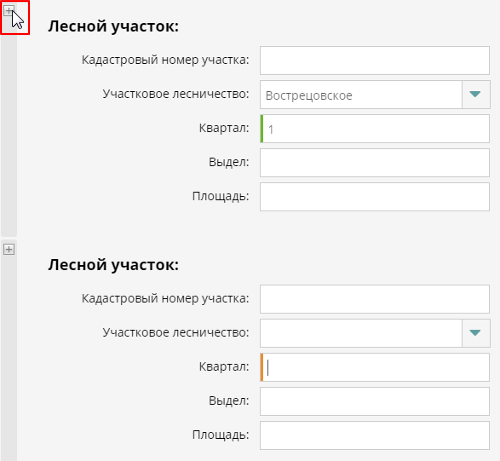 Лесной участок:
Кадастровый номер участка:
Участковое лесничество: Вострецовское
Квартал: 1
Выдел:
Площадь:
Лесной участок:
Кадастровый номер участка:
Участковое лесничество:
Квартал:
Выдел:
Площадь: